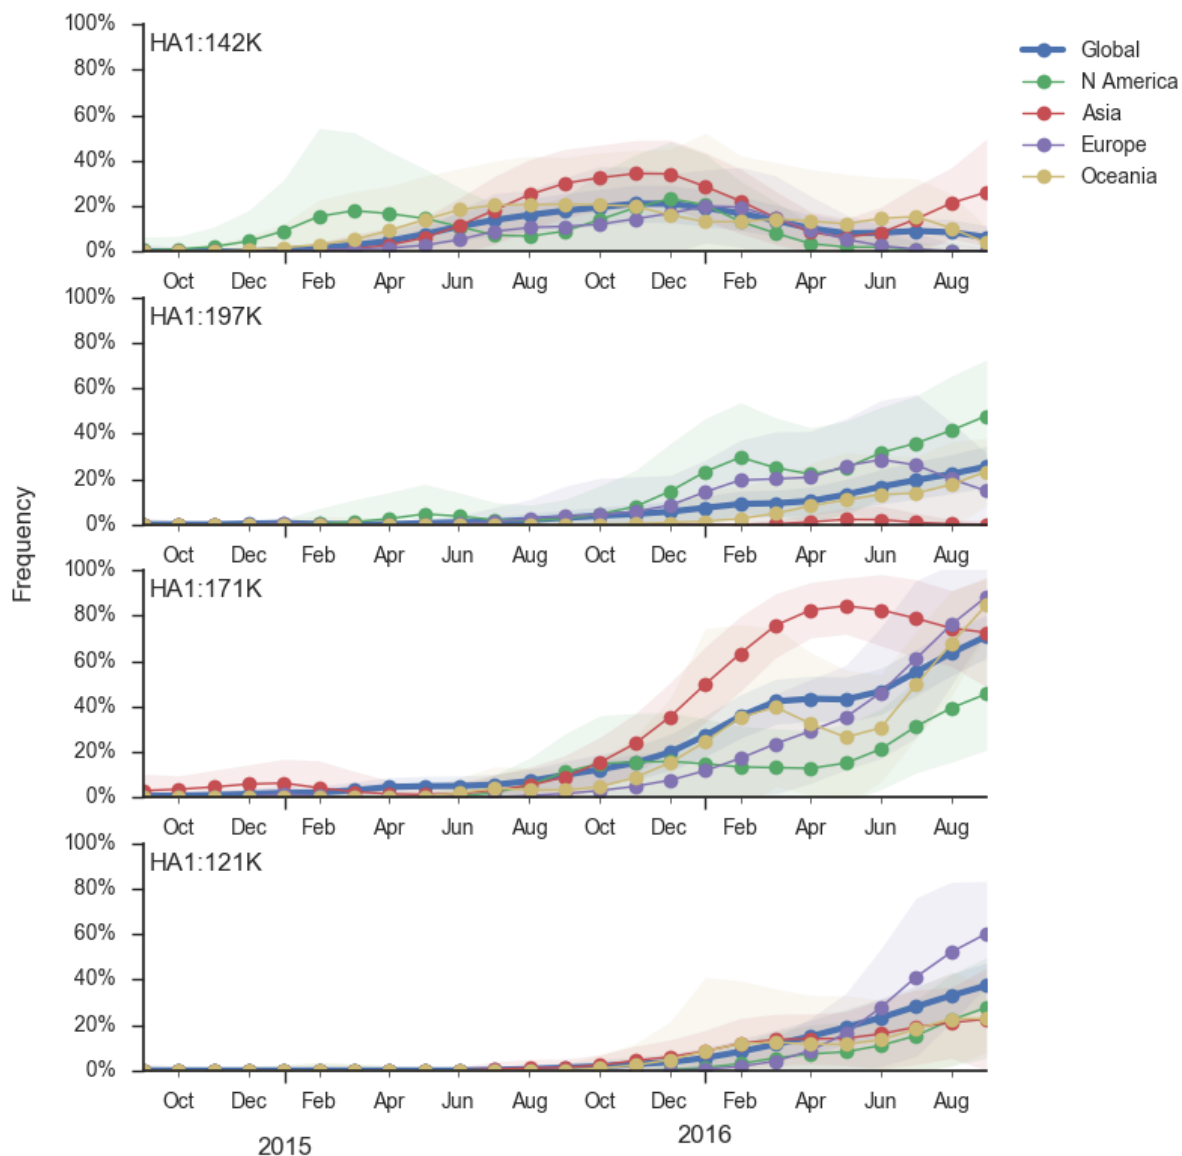 100%
HA1:142K
80%
60%
40%
20%
0%
Oct Dec Feb Apr Jun Aug Oct Dec Feb Apr Jun Aug
Global
N America
Asia
Europe
Oceania
100%
HA1:197K
80%
60%
40%
20%
0%
Oct Dec Feb Apr Jun Aug Oct Dec Feb Apr Jun Aug
Frequency
100%
HA1:171K
80%
60%
40%
20%
0%
Oct Dec Feb Apr Jun Aug Oct Dec Feb Apr Jun Aug
100%
HA1:121K
80%
60%
40%
20%
0%
Oct Dec Feb Apr Jun Aug Oct Dec Feb Apr Jun Aug
2015 2016